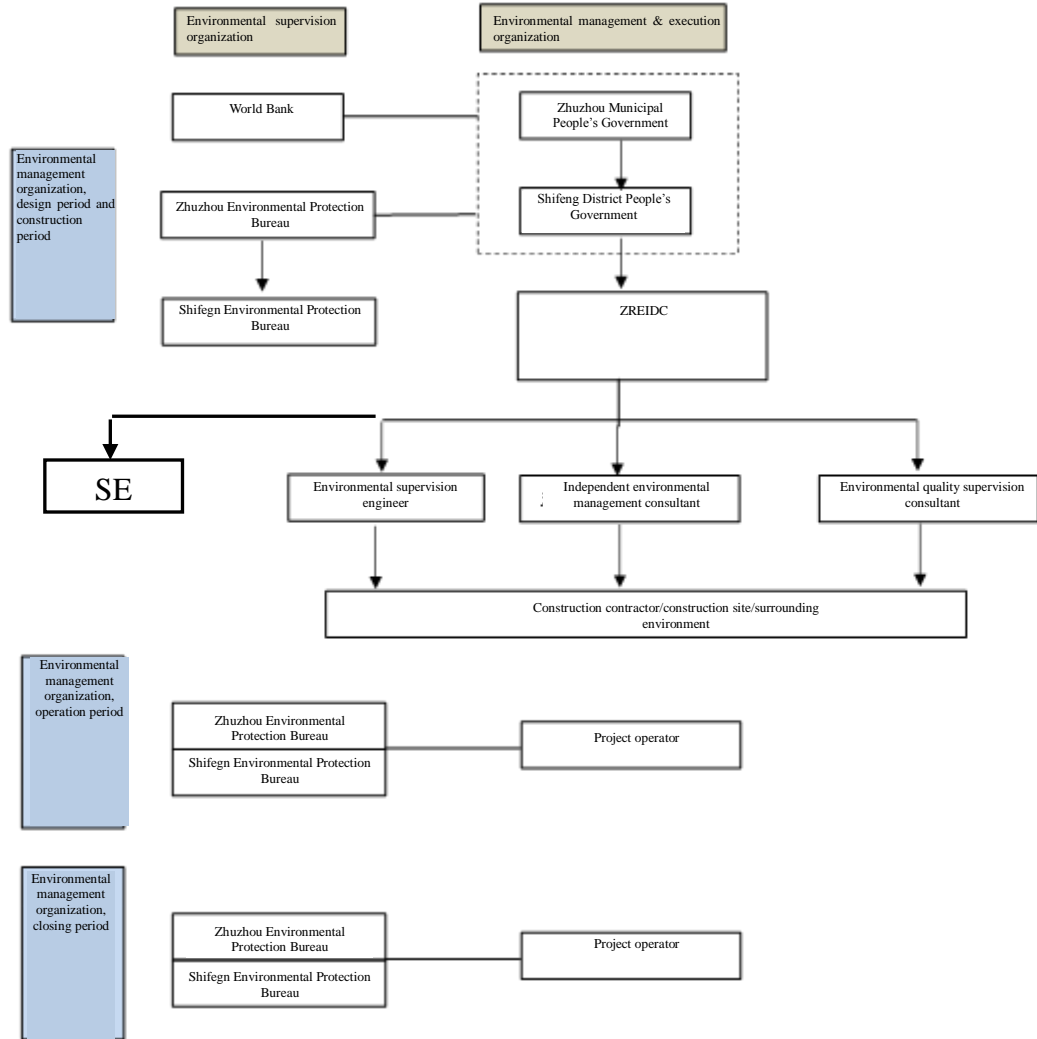 Environmental supervision
organization
Environmental management & execution
organization
World Bank
Zhuzhou Municipal
People’s Government
Environmental
management
organization,
design period and
construction
period
Zhuzhou Environmental Protection
Bureau
Shifeng District People’s
Government
Shifegn Environmental Protection
Bureau
ZREIDC
SE
Environmental supervision
engineer
Independent environmental
management consultant
Environmental quality supervision
consultant
Construction contractor/construction site/surrounding
environment
Environmental
management
organization,
operation period
Zhuzhou Environmental
Protection Bureau
Shifegn Environmental Protection
Bureau
Project operator
Environmental
management
organization,
closing period
Zhuzhou Environmental
Protection Bureau
Shifegn Environmental Protection
Bureau
Project operator